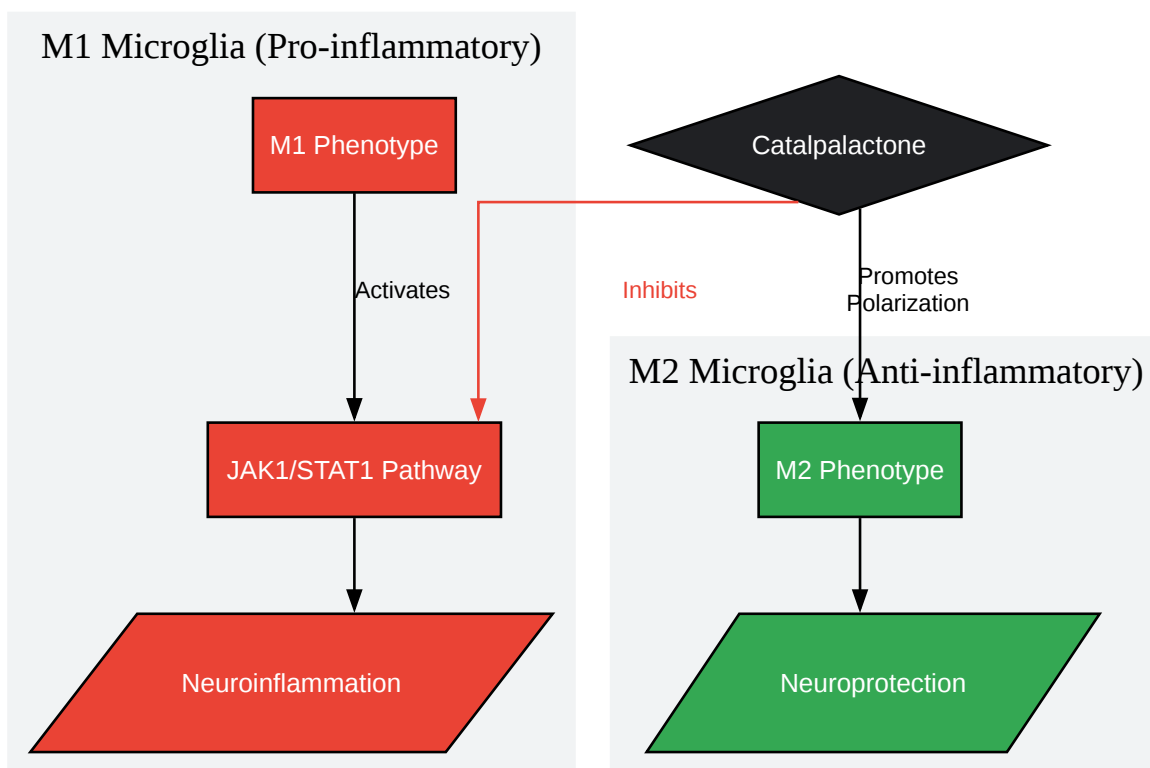 M1 Microglia (Pro-inflammatory)
M1 Phenotype
Catalpalactone
Activates
Inhibits
Promotes
Polarization
M2 Microglia (Anti-inflammatory)
JAK1/STAT1 Pathway
M2 Phenotype
Neuroinflammation
Neuroprotection